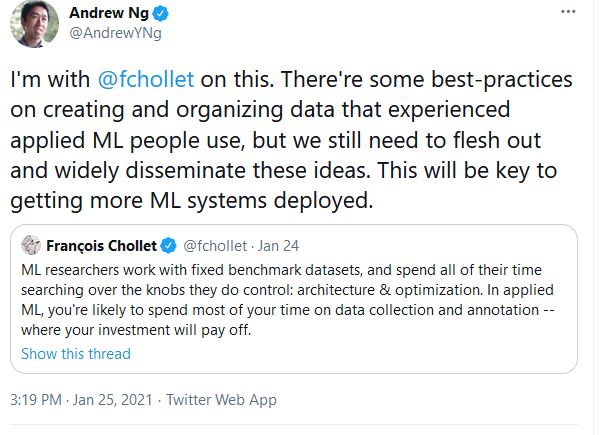 Andrew Ng
@AndrewYNg
I'm with @fchollet on this. There're some best-practices
on creating and organizing data that experienced
applied ML people use, but we still need to flesh out
and widely disseminate these ideas. This will be key to
getting more ML systems deployed.
François Chollet @fchollet · Jan 24
ML researchers work with fixed benchmark datasets, and spend all of their time
searching over the knobs they do control: architecture & optimization. In applied
ML, you're likely to spend most of your time on data collection and annotation --
where your investment will pay off.
Show this thread
3:19 PM · Jan 25, 2021 · Twitter Web App